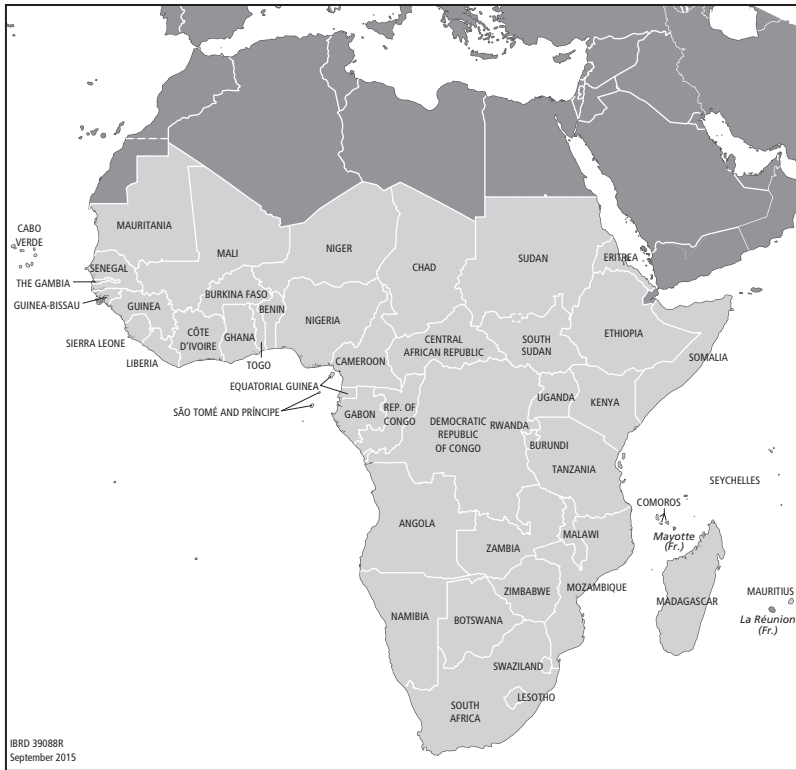 CABO
VERDE
MAURITANIA
MALI
NIGER
CHAD
SUDAN
ERITREA
SENEGAL
THE GAMBIA
GUINEA-BISSAU
GUINEA
BURKINA FASO
BENIN
NIGERIA
SIERRA LEONE
CÔTE
D'IVOIRE
GHANA
LIBERIA
TOGO
CAMEROON
CENTRAL
AFRICAN REPUBLIC
SOUTH
SUDAN
ETHIOPIA
SOMALIA
EQUATORIAL GUINEA
SÃO TOMÉ AND PRÍNCIPE
GABON
REP. OF
CONGO
DEMOCRATIC
REPUBLIC
OF CONGO
UGANDA
KENYA
RWANDA
BURUNDI
TANZANIA
SEYCHELLES
COMOROS
Mayotte
(Fr.)
ANGOLA
ZAMBIA
MALAWI
MOZAMBIQUE
ZIMBABWE
MADAGASCAR
MAURITIUS
La Réunion
(Fr.)
NAMIBIA
BOTSWANA
SWAZILAND
LESOTHO
SOUTH
AFRICA
IBRD 39088R
September 2015